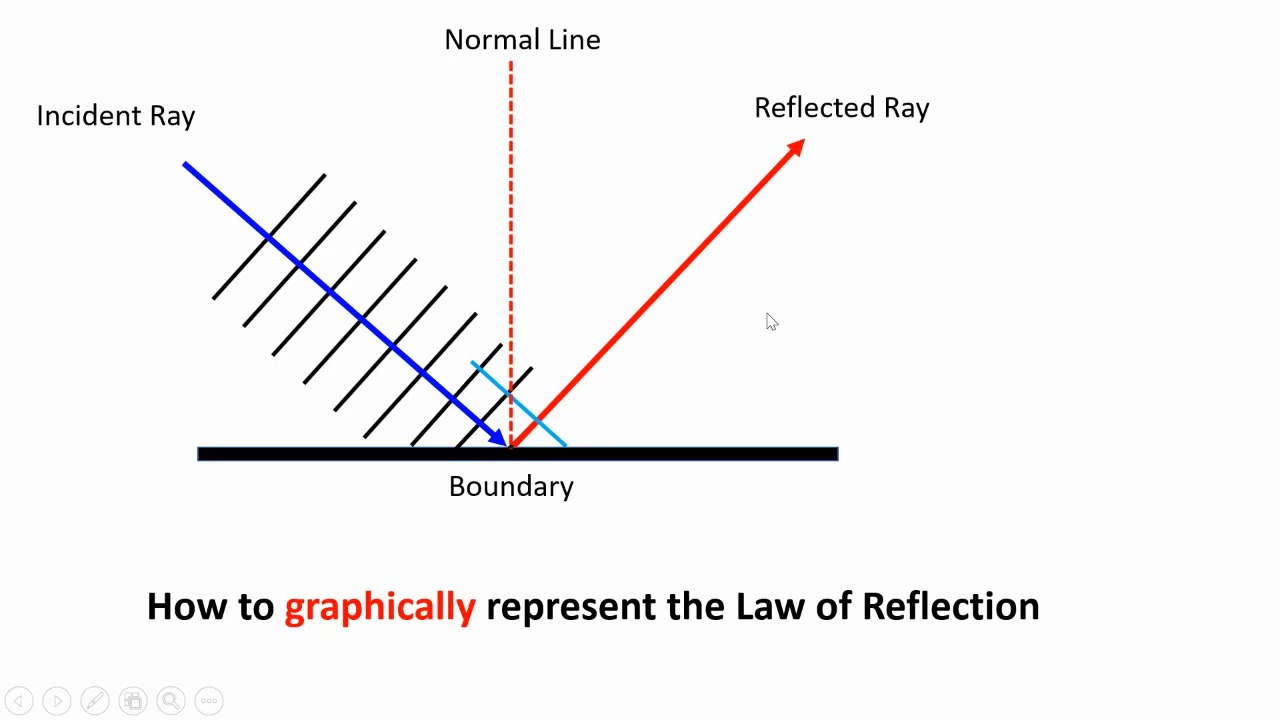 Normal Line
Incident Ray
Reflected Ray
Boundary
How to graphically represent the Law of Reflection